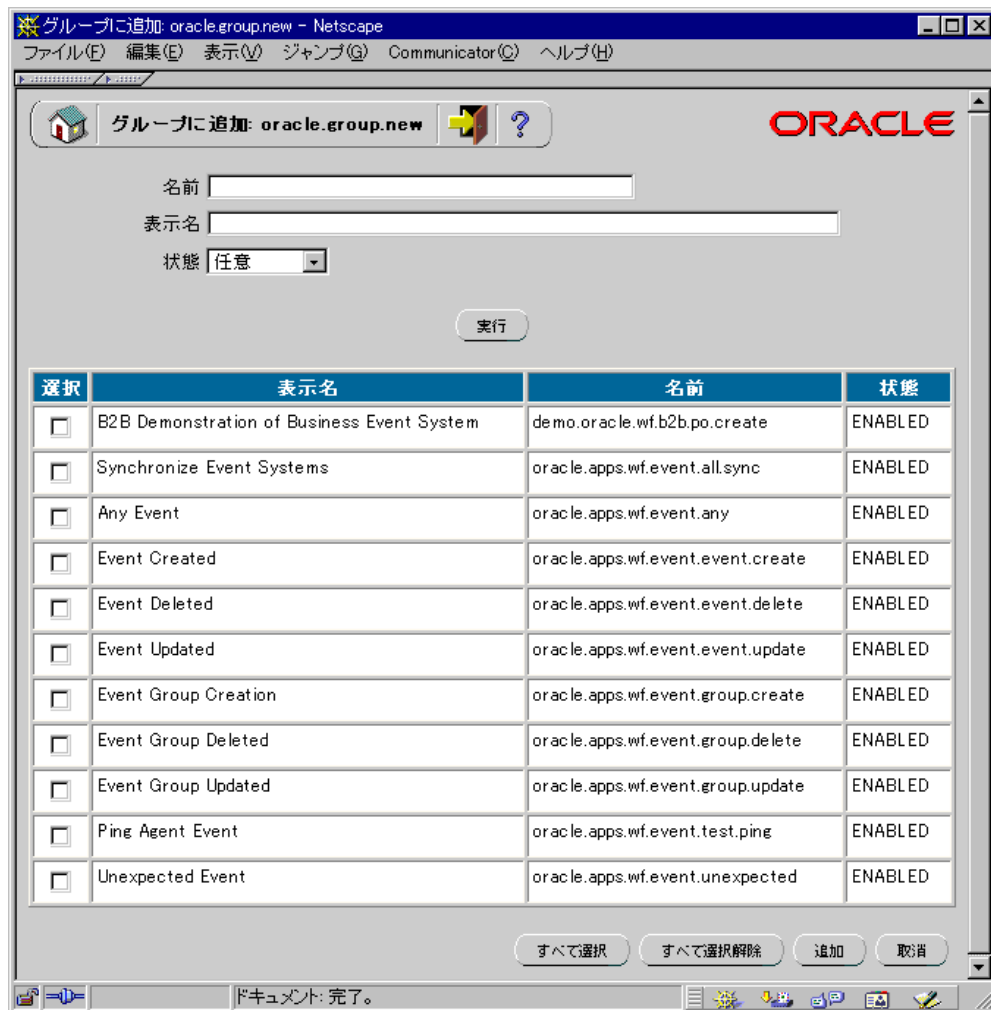 グループに追加: oracle.group.new - Netscape
ファイル(F) 編集(E) 表示(V) ジャンプ(G) Communicator(C) ヘルプ(H)
グループに追加: oracle.group.new ?
ORACLE
名前
表示名
状態 任意
実行
選択 表示名 名前 状態
B2B Demonstration of Business Event System demo.oracle.wf.b2b.po.create ENABLED
Synchronize Event Systems oracle.apps.wf.event.all.sync ENABLED
Any Event oracle.apps.wf.event.any ENABLED
Event Created oracle.apps.wf.event.event.create ENABLED
Event Deleted oracle.apps.wf.event.event.delete ENABLED
Event Updated oracle.apps.wf.event.event.update ENABLED
Event Group Creation oracle.apps.wf.event.group.create ENABLED
Event Group Deleted oracle.apps.wf.event.group.delete ENABLED
Event Group Updated oracle.apps.wf.event.group.update ENABLED
Ping Agent Event oracle.apps.wf.event.test.ping ENABLED
Unexpected Event oracle.apps.wf.event.unexpected ENABLED
すべて選択 すべて選択解除 追加 取消
ドキュメント: 完了。